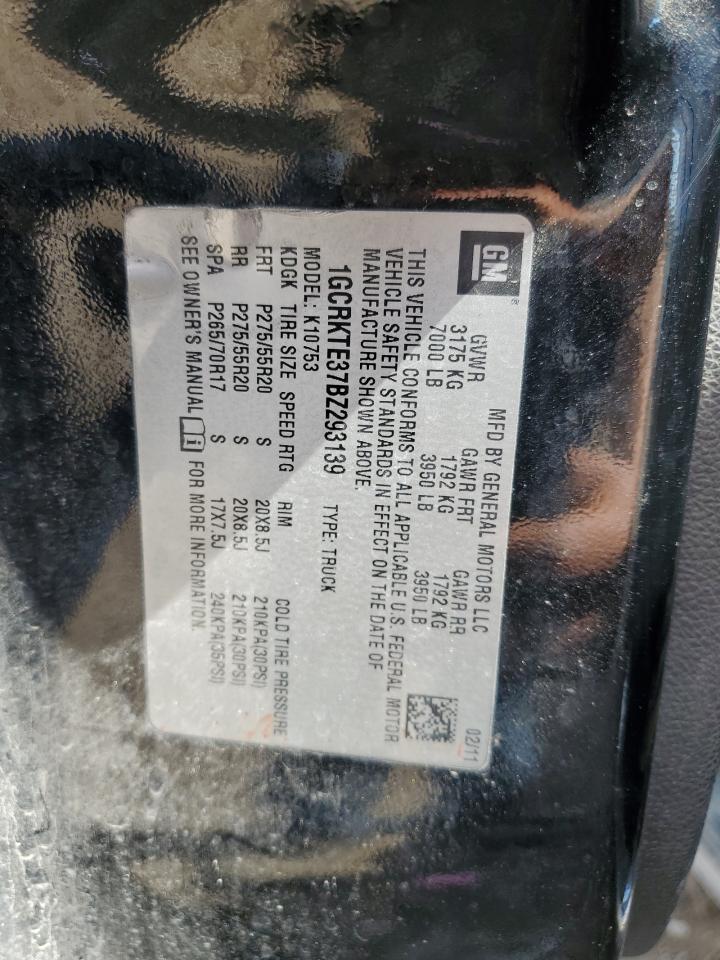 GM®
MFD BY GENERAL MOTORS LLC 02/11
GVWR GAWR FRT GAWR RR
3175 KG 1792 KG 1792 KG
7000 LB 3950 LB 3950 LB
THIS VEHICLE CONFORMS TO ALL APPLICABLE U.S. FEDERAL MOTOR
VEHICLE SAFETY STANDARDS IN EFFECT ON THE DATE OF
MANUFACTURE SHOWN ABOVE.
1GCRKTE37BZ293139 TYPE: TRUCK
MODEL: K10753
KDGK TIRE SIZE SPEED RTG RIM COLD TIRE PRESSURE
FRT P275/55R20 S 20X8.5J 210KPA(30PSI)
RR P275/55R20 S 20X8.5J 210KPA(30PSI)
SPA P265/70R17 S 17X7.5J 240KPA(35PSI)
SEE OWNER'S MANUAL i FOR MORE INFORMATION.